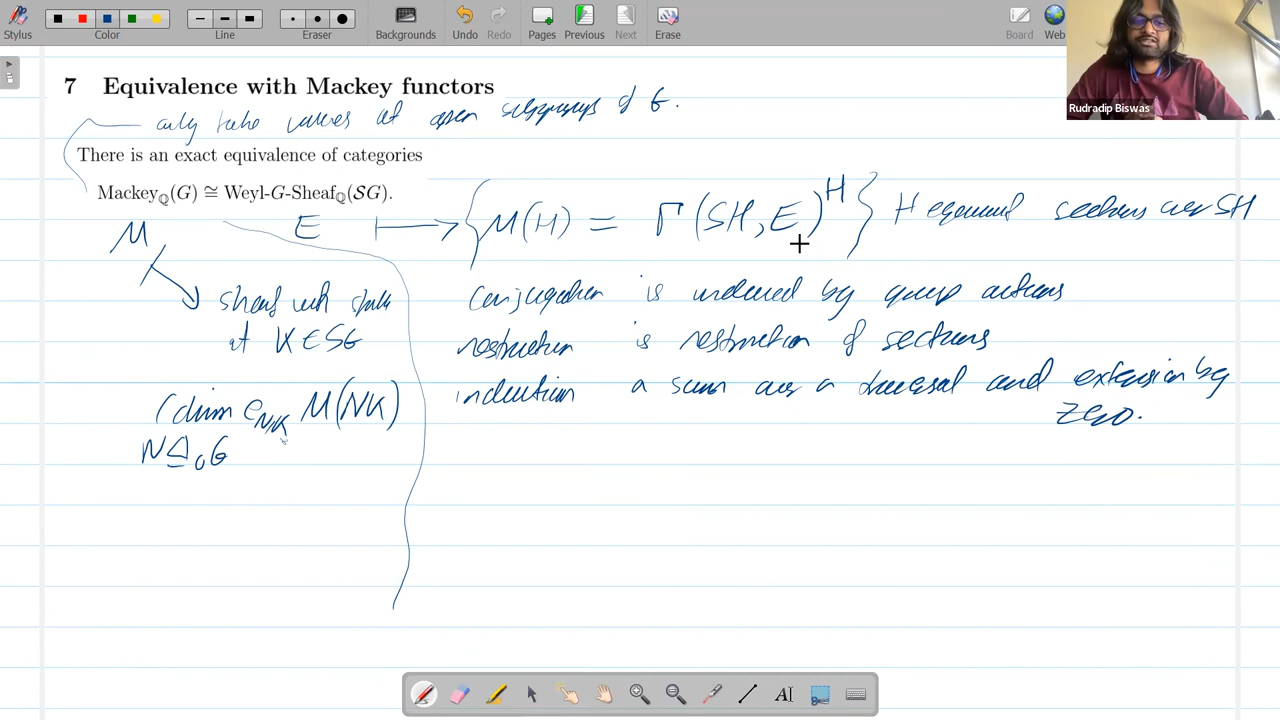 Stylus
Color
Line
Eraser
Backgrounds
Undo
Redo
Pages
Previous
Next
Erase
Board
Web
Rudradip Biswas
7 Equivalence with Mackey functors
only take values at open subgroups of G.
There is an exact equivalence of categories
Mackey_ℚ(G) ≅ Weyl-G-Sheaf_ℚ(𝒮G).
M
sheaf with stalk
at K ∈ SG
colim e_{NK} M(NK)
N ⊴_o G
E ↦ { M(H) = Γ(SH, E)^H } H equivariant sections over SH
Conjugation is induced by group actions
restriction is restriction of sections
induction a sum over a transversal and extension by
zero.